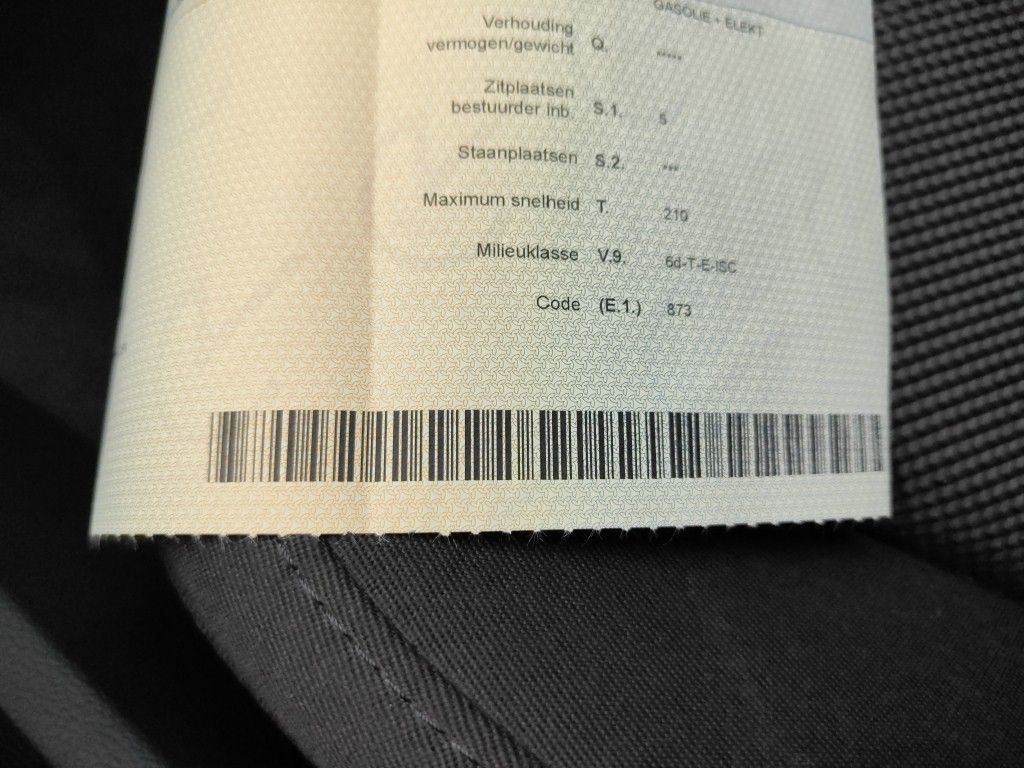 GASOLIE + ELEKT
Verhouding
vermogen/gewicht Q. -----
Zitplaatsen
bestuurder inb. S.1. 5
Staanplaatsen S.2. ---
Maximum snelheid T. 210
Milieuklasse V.9. 6d-T-E-ISC
Code (E.1.) 873